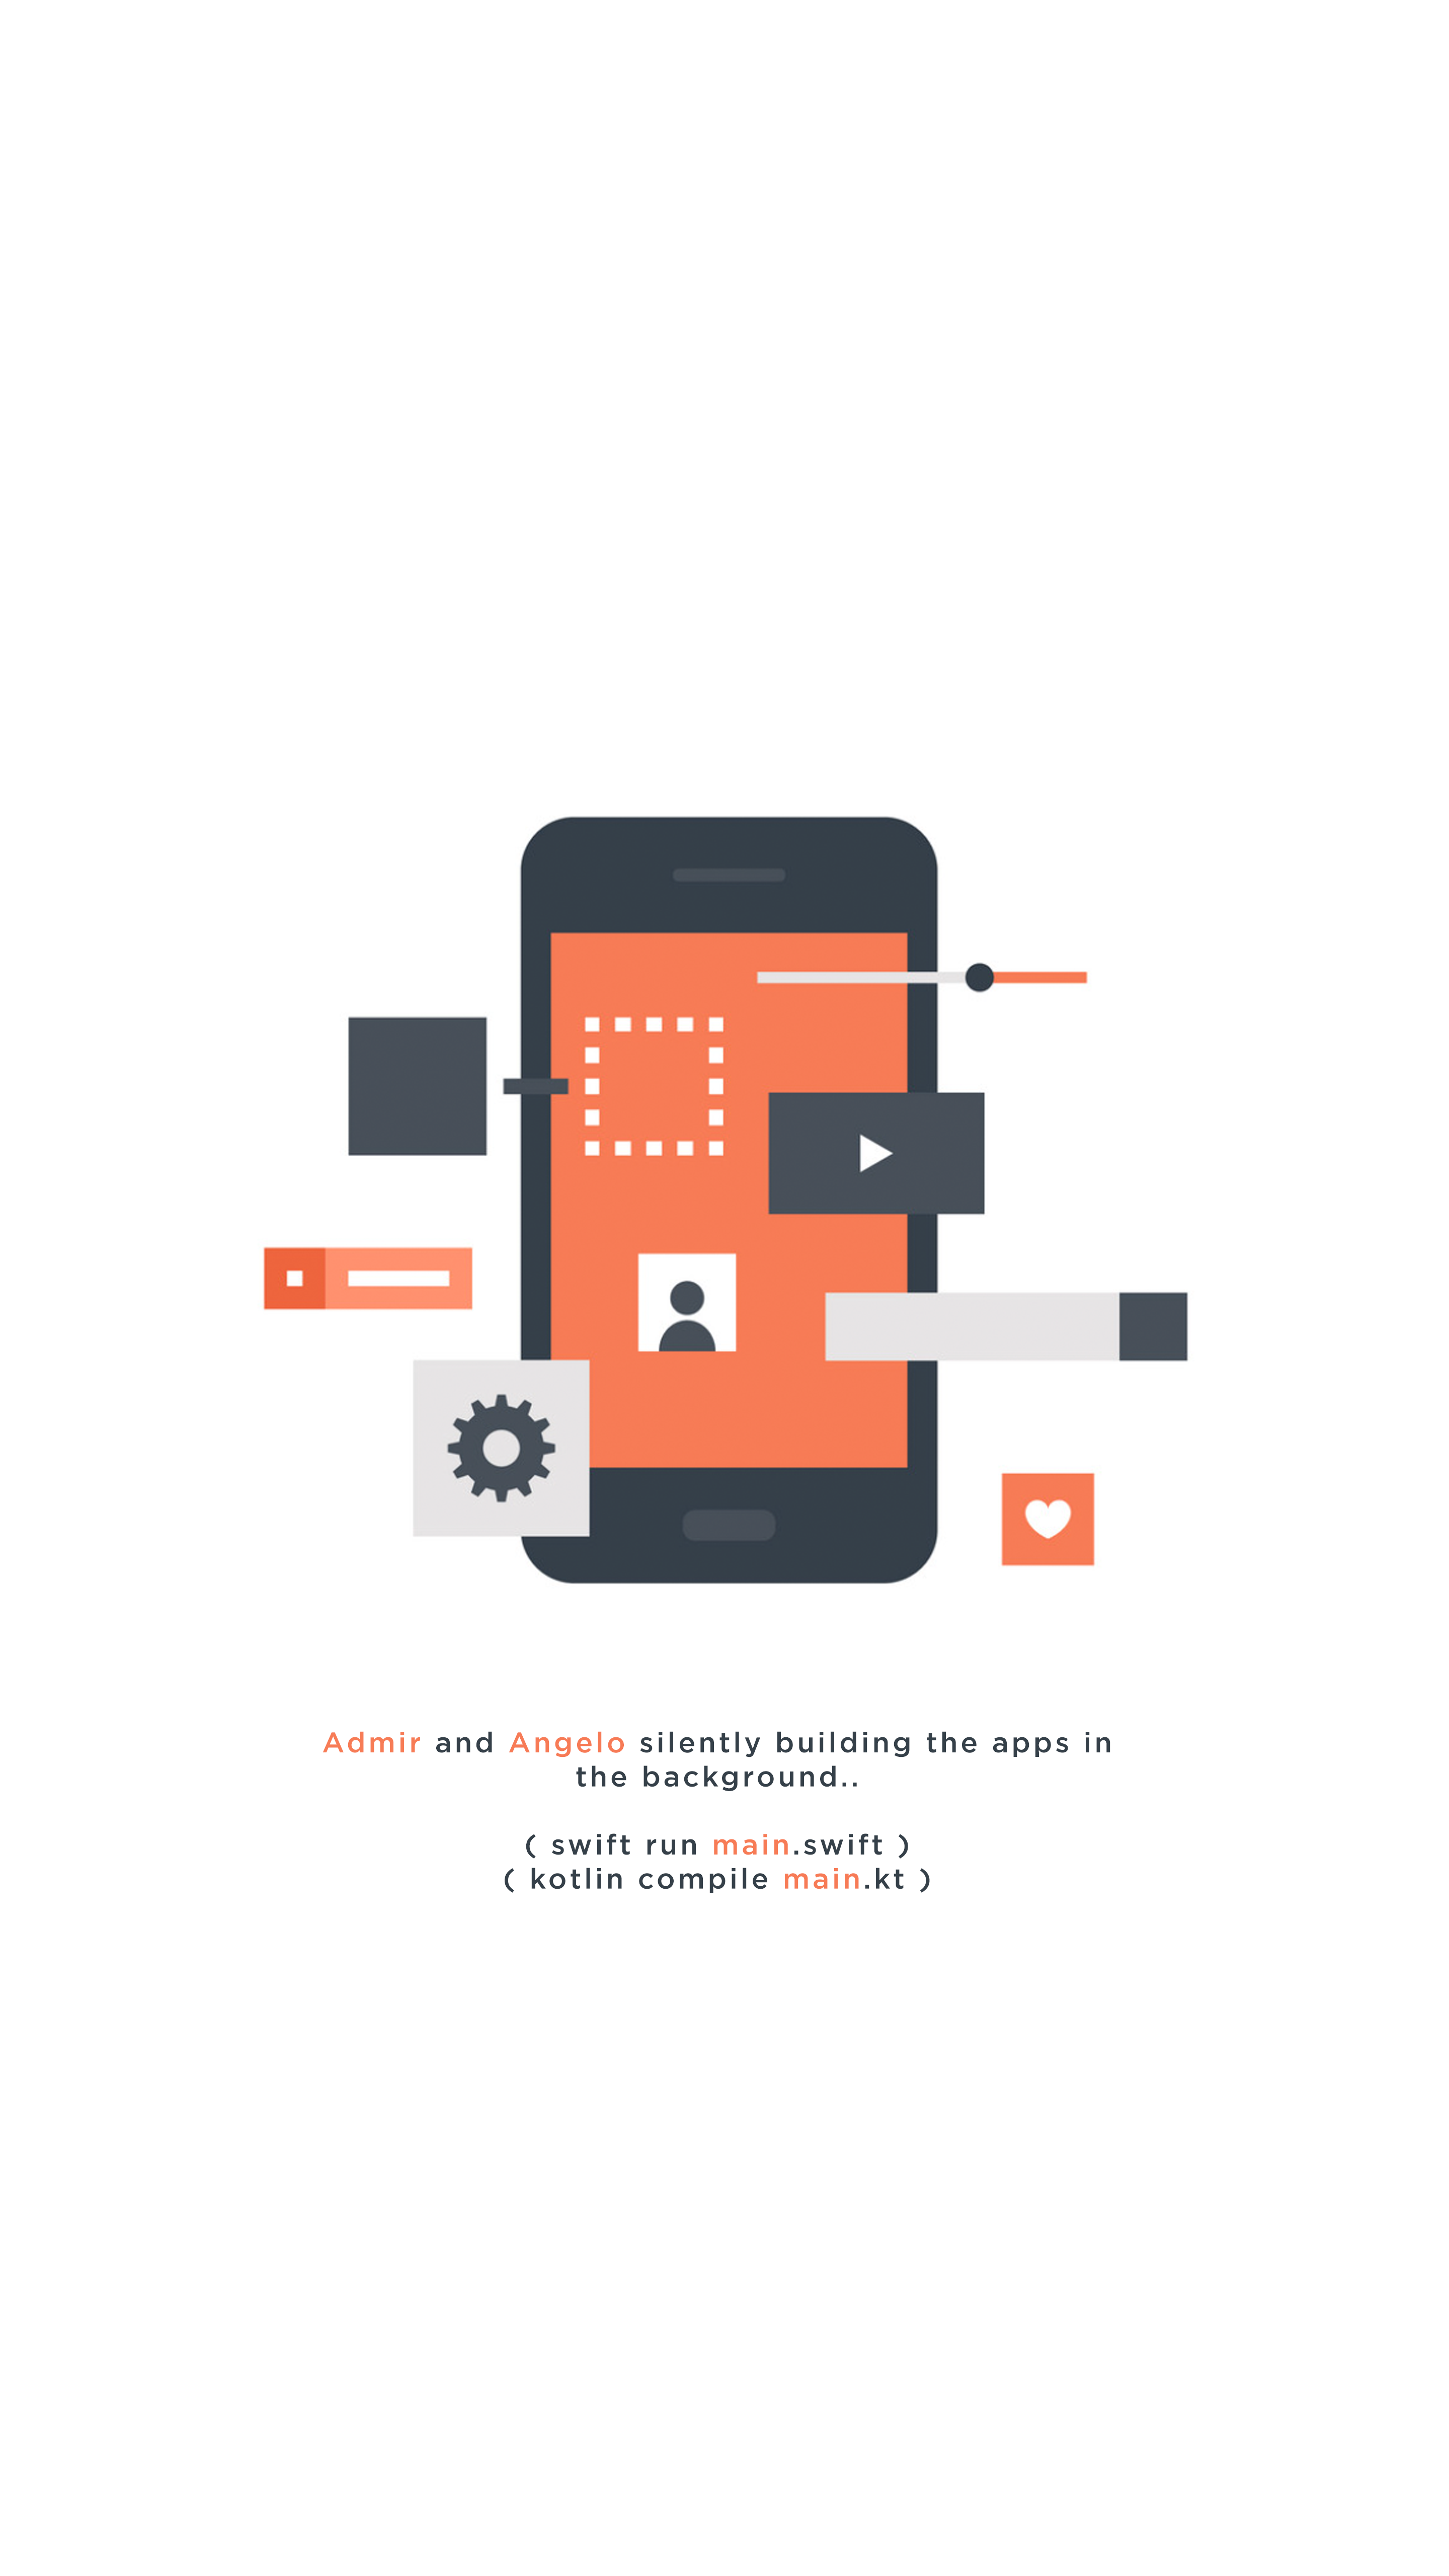 Admir and Angelo silently building the apps in
the background..
( swift run main.swift )
( kotlin compile main.kt )